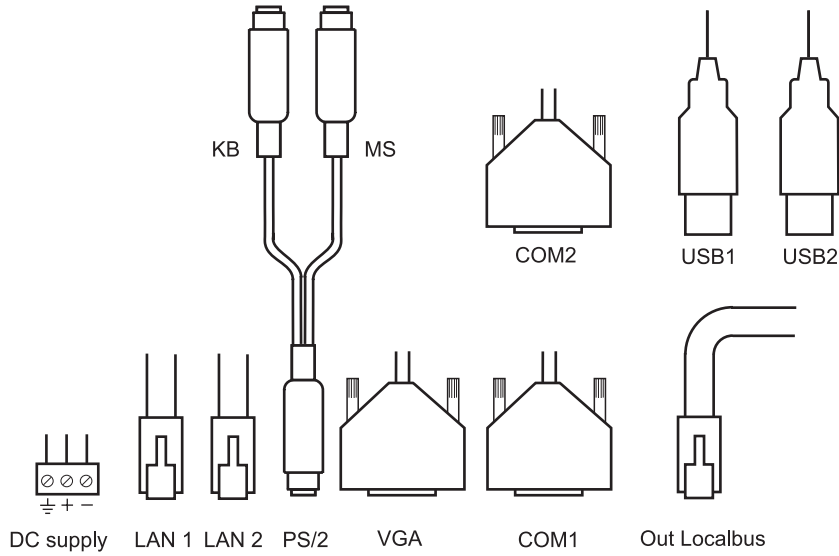 KB MS
COM2 USB1 USB2
⏚ + −
DC supply LAN 1 LAN 2 PS/2 VGA COM1 Out Localbus